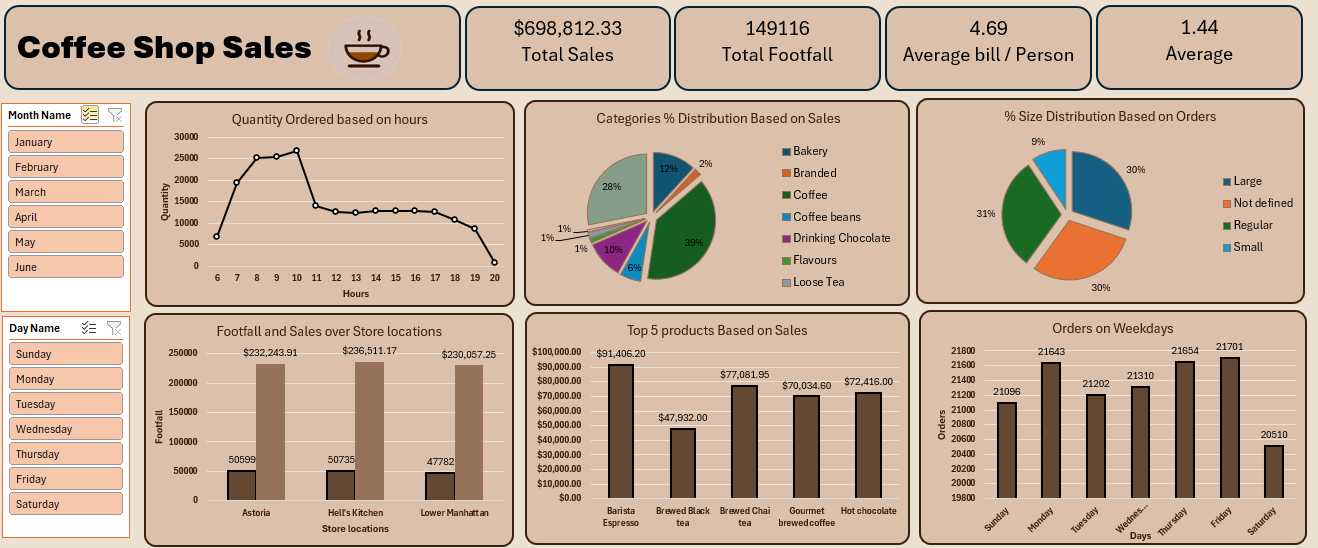 Coffee Shop Sales
$698,812.33
Total Sales
149116
Total Footfall
4.69
Average bill / Person
1.44
Average
Month Name
January
February
March
April
May
June
Day Name
Sunday
Monday
Tuesday
Wednesday
Thursday
Friday
Saturday
Quantity Ordered based on hours
30000
25000
20000
15000
10000
5000
0
Quantity
6 7 8 9 10 11 12 13 14 15 16 17 18 19 20
Hours
Categories % Distribution Based on Sales
12%
2%
39%
6%
10%
1%
1%
1%
28%
Bakery
Branded
Coffee
Coffee beans
Drinking Chocolate
Flavours
Loose Tea
% Size Distribution Based on Orders
9%
30%
31%
30%
Large
Not defined
Regular
Small
Footfall and Sales over Store locations
250000
200000
150000
100000
50000
0
Footfall
$232,243.91
$236,511.17
$230,057.25
50599
50735
47782
Astoria Hell's Kitchen Lower Manhattan
Store locations
Top 5 products Based on Sales
$100,000.00
$90,000.00
$80,000.00
$70,000.00
$60,000.00
$50,000.00
$40,000.00
$30,000.00
$20,000.00
$10,000.00
$0.00
$91,406.20
$47,932.00
$77,081.95
$70,034.60
$72,416.00
Barista
Espresso
Brewed Black
tea
Brewed Chai
tea
Gourmet
brewed coffee
Hot chocolate
Orders on Weekdays
21800
21600
21400
21200
21000
20800
20600
20400
20200
20000
19800
Orders
21096
21643
21202
21310
21654
21701
20510
Sunday
Monday
Tuesday
Wednes...
Thursday
Friday
Saturday
Days